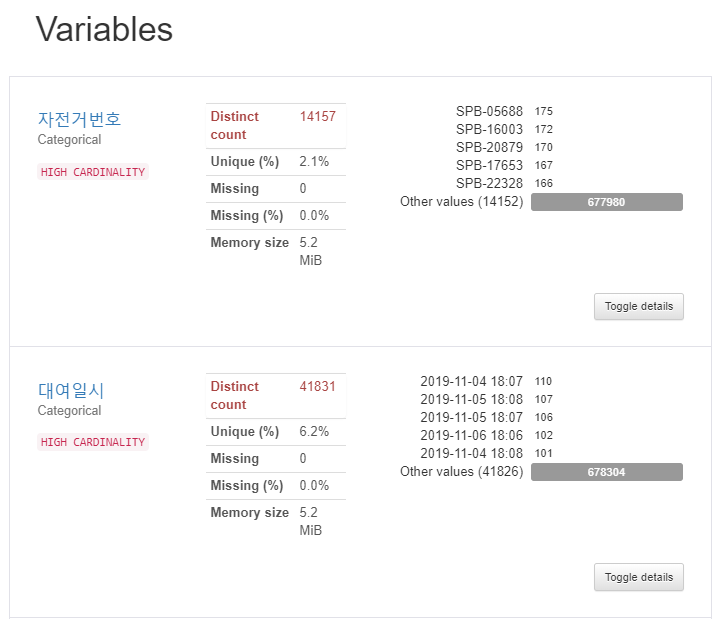 Variables
자전거번호
Categorical
HIGH CARDINALITY
Distinct count 14157
Unique (%) 2.1%
Missing 0
Missing (%) 0.0%
Memory size 5.2 MiB
SPB-05688 175
SPB-16003 172
SPB-20879 170
SPB-17653 167
SPB-22328 166
Other values (14152) 677980
Toggle details
대여일시
Categorical
HIGH CARDINALITY
Distinct count 41831
Unique (%) 6.2%
Missing 0
Missing (%) 0.0%
Memory size 5.2 MiB
2019-11-04 18:07 110
2019-11-05 18:08 107
2019-11-05 18:07 106
2019-11-06 18:06 102
2019-11-04 18:08 101
Other values (41826) 678304
Toggle details